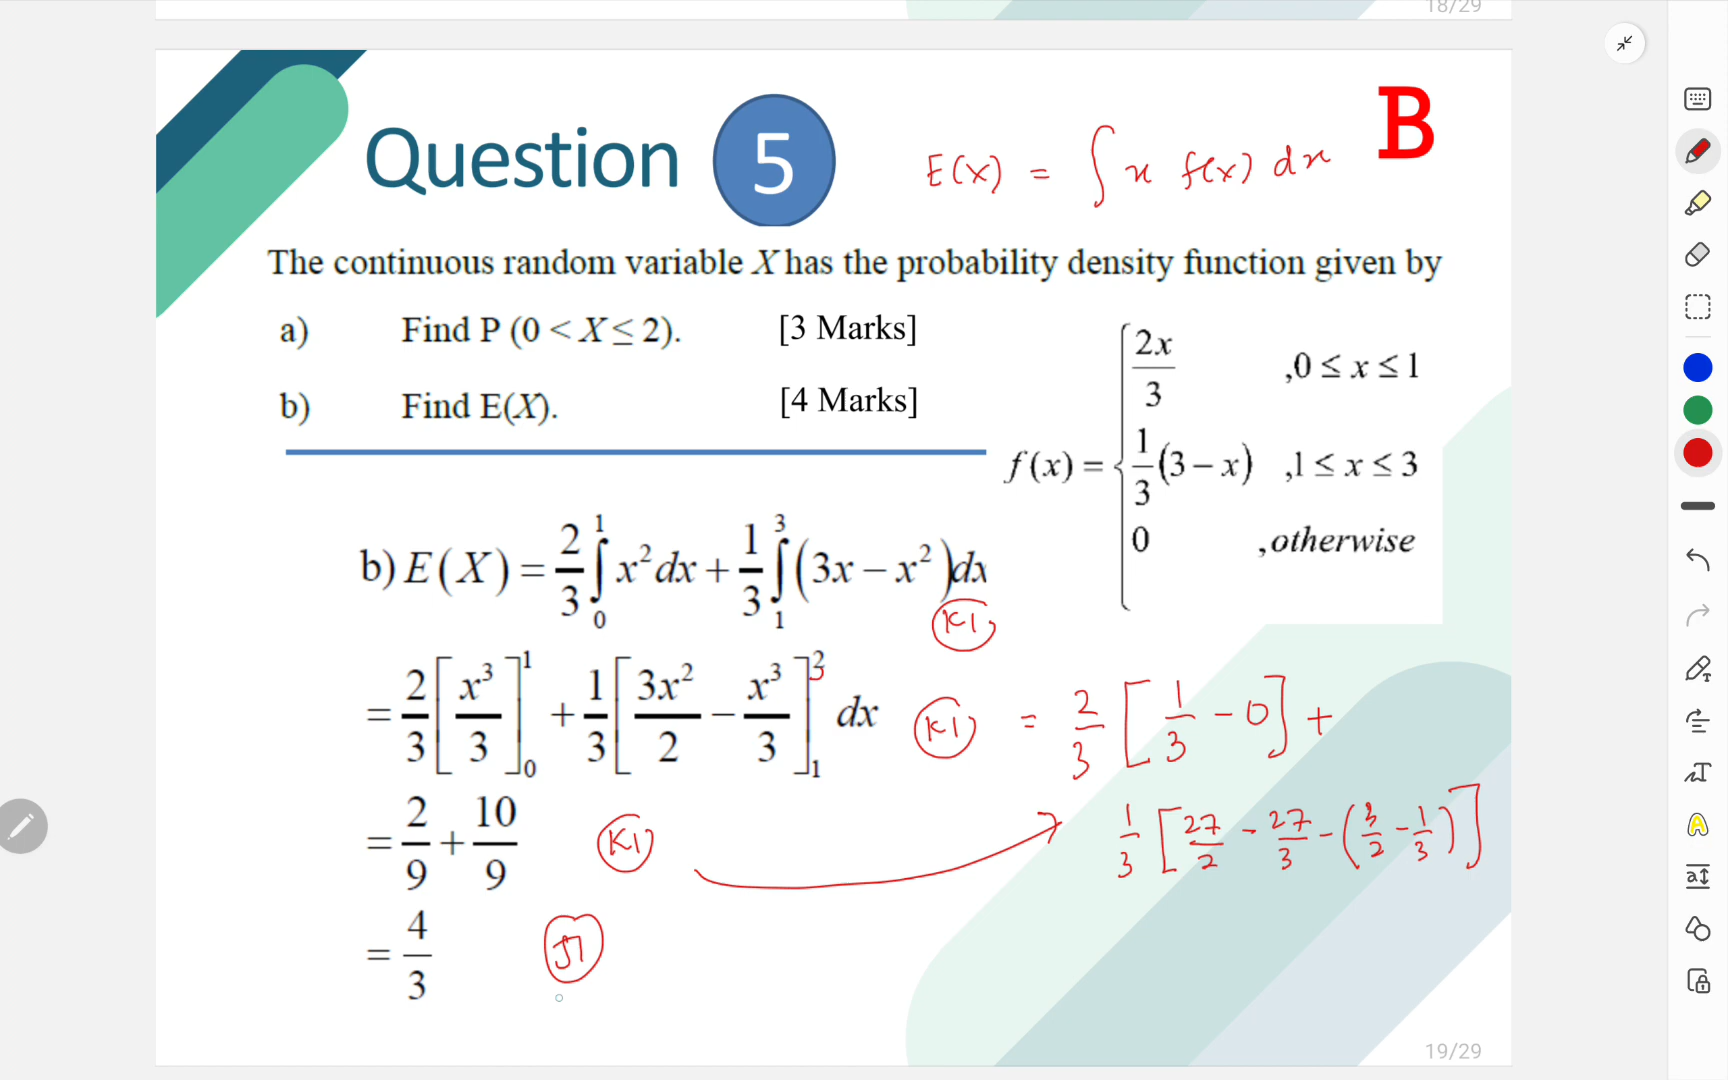 18/29
Question 5
B
E(X) = ∫ x f(x) dx
The continuous random variable X has the probability density function given by
a) Find P (0 < X ≤ 2). [3 Marks]
b) Find E(X). [4 Marks]
f(x) = { 2x/3 ,0 ≤ x ≤ 1
1/3 (3 − x) ,1 ≤ x ≤ 3
0 ,otherwise
b) E(X) = 2/3 ∫₀¹ x² dx + 1/3 ∫₁³ (3x − x²) dx
K1
= 2/3 [x³/3]₀¹ + 1/3 [3x²/2 − x³/3]₁³ dx K1
= 2/3 [1/3 - 0] +
1/3 [27/2 - 27/3 - (3/2 - 1/3)]
= 2/9 + 10/9 K1
= 4/3 J1
19/29